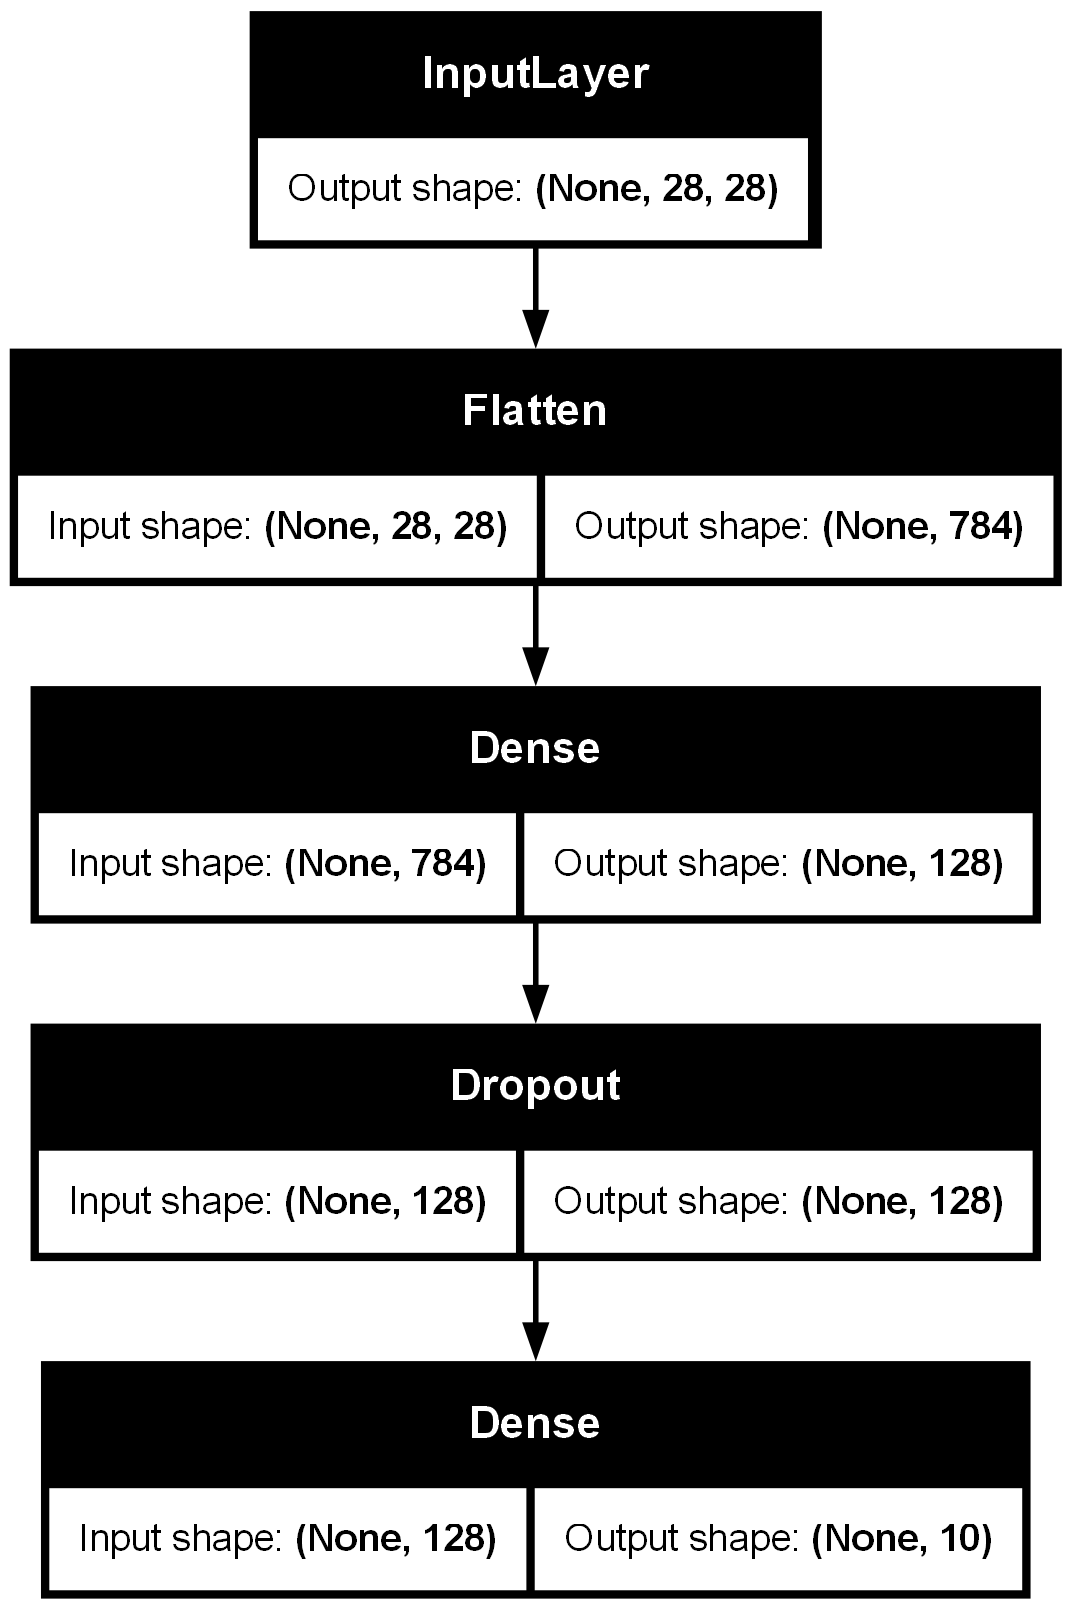 InputLayer
Output shape: (None, 28, 28)
Flatten
Input shape: (None, 28, 28) Output shape: (None, 784)
Dense
Input shape: (None, 784) Output shape: (None, 128)
Dropout
Input shape: (None, 128) Output shape: (None, 128)
Dense
Input shape: (None, 128) Output shape: (None, 10)